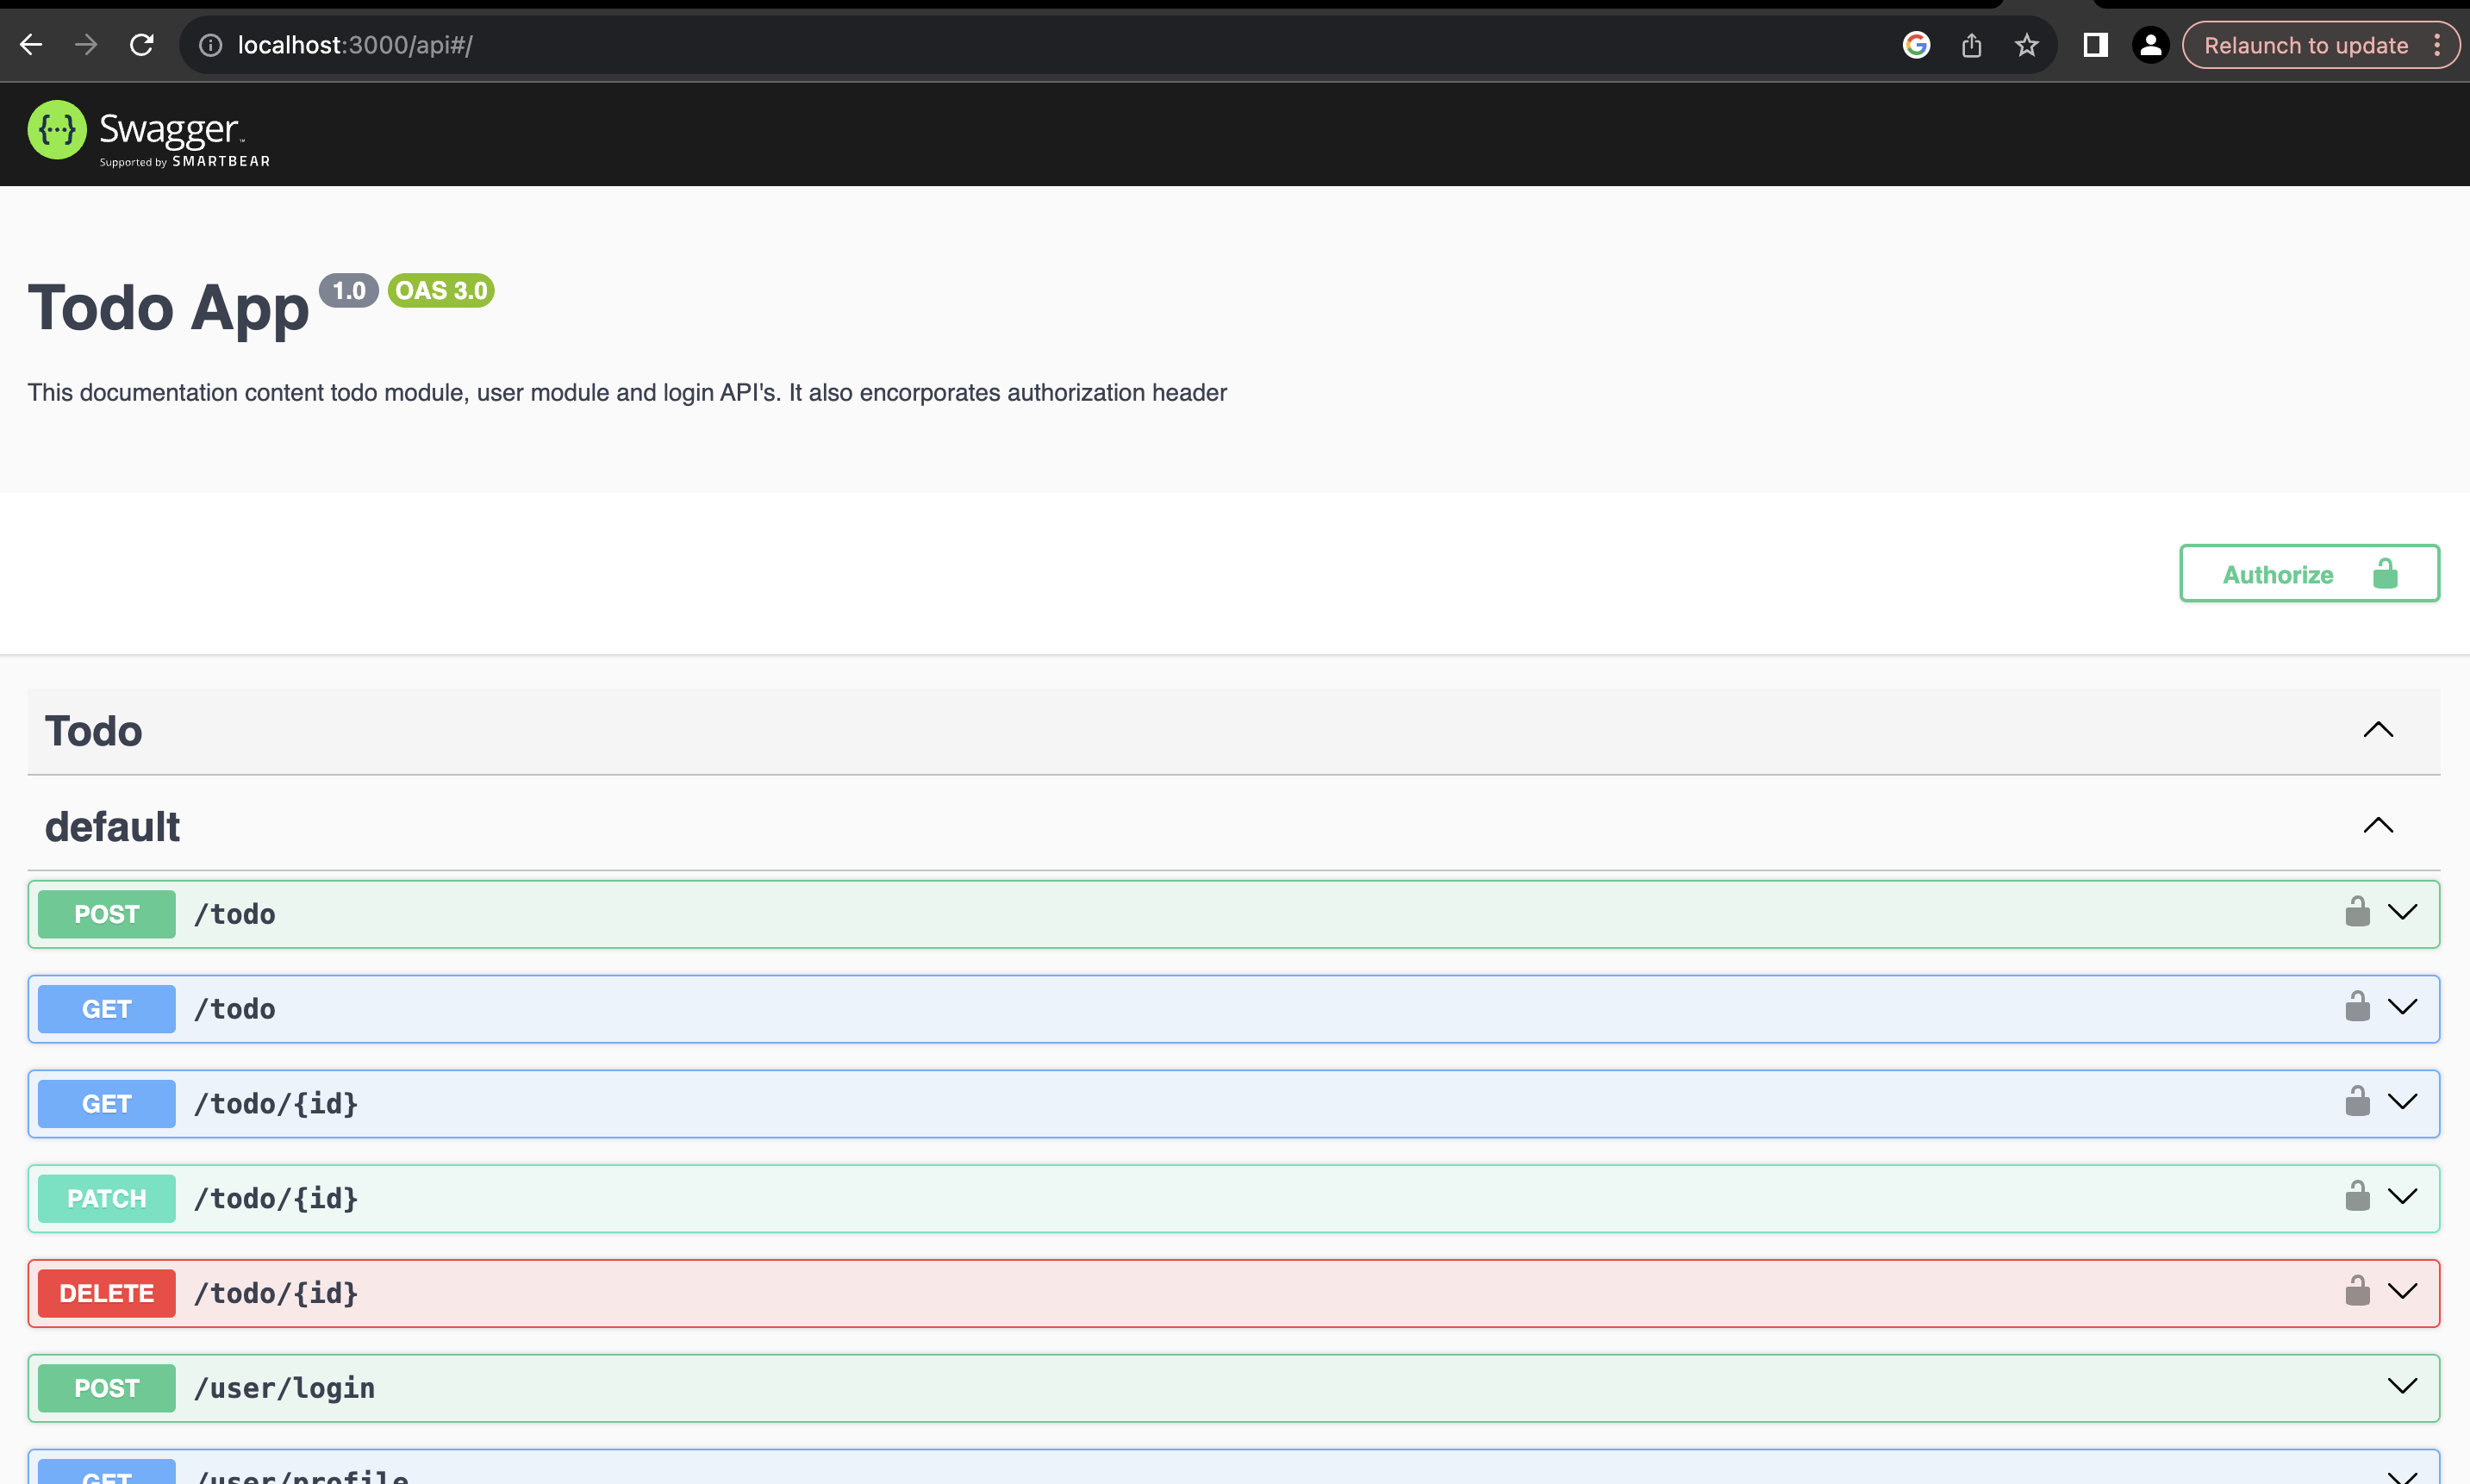 localhost:3000/api#/
Relaunch to update
{...} Swagger™
Supported by SMARTBEAR
Todo App 1.0 OAS 3.0
This documentation content todo module, user module and login API's. It also encorporates authorization header
Authorize
Todo
default
POST /todo
GET /todo
GET /todo/{id}
PATCH /todo/{id}
DELETE /todo/{id}
POST /user/login
GET /user/profile